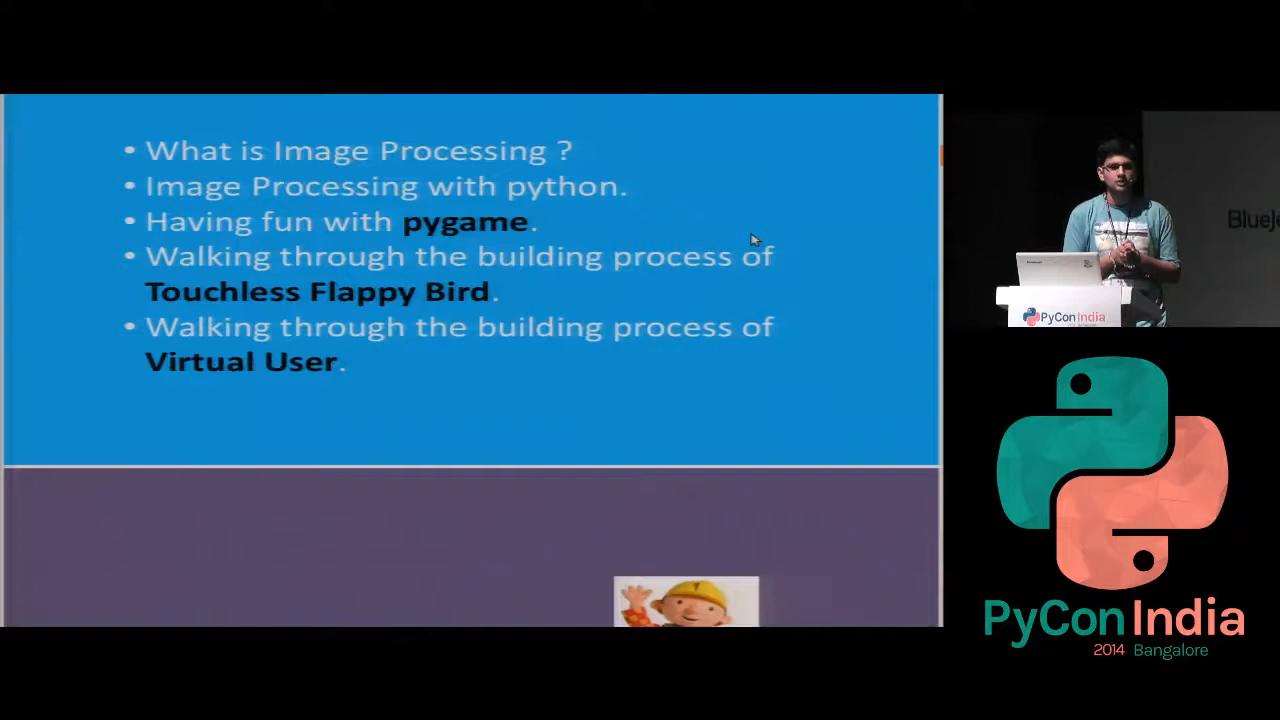 • What is Image Processing ?
• Image Processing with python.
• Having fun with pygame.
• Walking through the building process of
Touchless Flappy Bird.
• Walking through the building process of
Virtual User.
PyCon India
PyCon India
2014 Bangalore